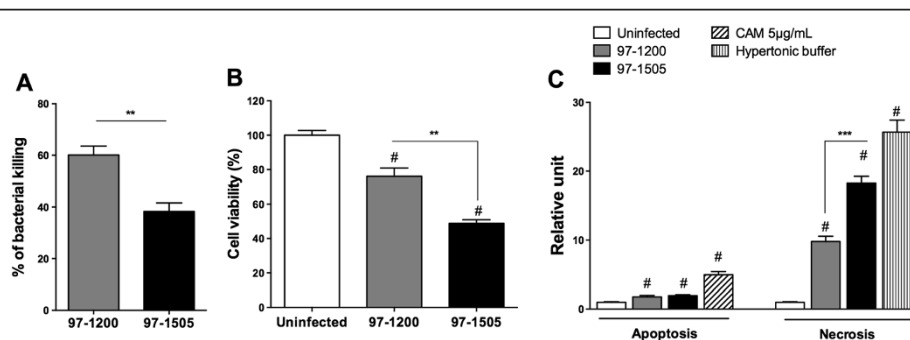 Uninfected
97-1200
97-1505
CAM 5µg/mL
Hypertonic buffer
A
% of bacterial killing
80
60
40
20
0
**
97-1200 97-1505
B
Cell viability (%)
120
100
80
60
40
20
0
**
#
#
Uninfected 97-1200 97-1505
C
Relative unit
30
20
10
0
#
#
#
#
***
#
#
Apoptosis Necrosis